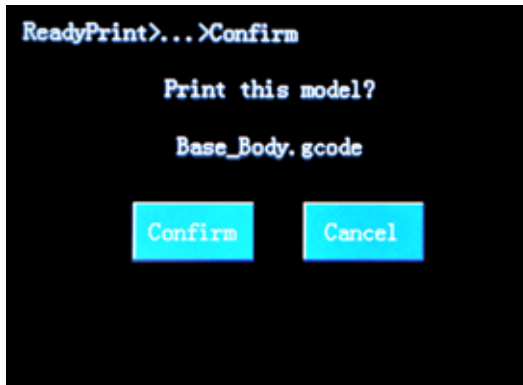 ReadyPrint>...>Confirm
Print this model?
Base_Body.gcode
Confirm
Cancel